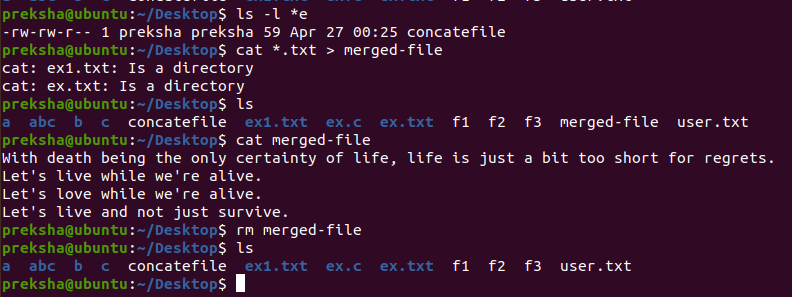 preksha@ubuntu:~/Desktop$ ls -l *e
-rw-rw-r-- 1 preksha preksha 59 Apr 27 00:25 concatefile
preksha@ubuntu:~/Desktop$ cat *.txt > merged-file
cat: ex1.txt: Is a directory
cat: ex.txt: Is a directory
preksha@ubuntu:~/Desktop$ ls
a  abc  b  c  concatefile  ex1.txt  ex.c  ex.txt  f1  f2  f3  merged-file  user.txt
preksha@ubuntu:~/Desktop$ cat merged-file
With death being the only certainty of life, life is just a bit too short for regrets.
Let's live while we're alive.
Let's love while we're alive.
Let's live and not just survive.
preksha@ubuntu:~/Desktop$ rm merged-file
preksha@ubuntu:~/Desktop$ ls
a  abc  b  c  concatefile  ex1.txt  ex.c  ex.txt  f1  f2  f3  user.txt
preksha@ubuntu:~/Desktop$